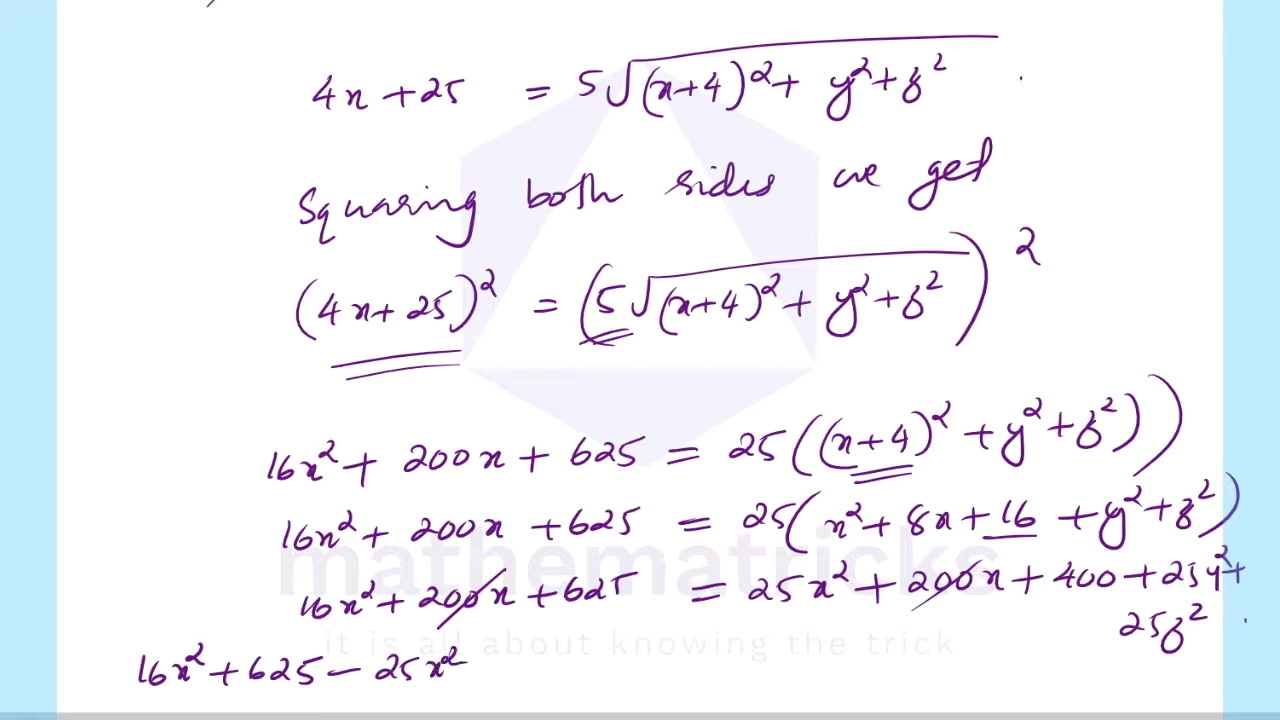 4x + 25 = 5√(x+4)² + y² + z²
Squaring both sides we get
(4x + 25)² = (5√(x+4)² + y² + z²)²
16x² + 200x + 625 = 25((x+4)² + y² + z²))
16x² + 200x + 625 = 25(x² + 8x + 16 + y² + z²)
mathematricks
16x² + 200x + 625 = 25x² + 200x + 400 + 25y² +
25z²
it is all about knowing the trick
16x² + 625 − 25x²